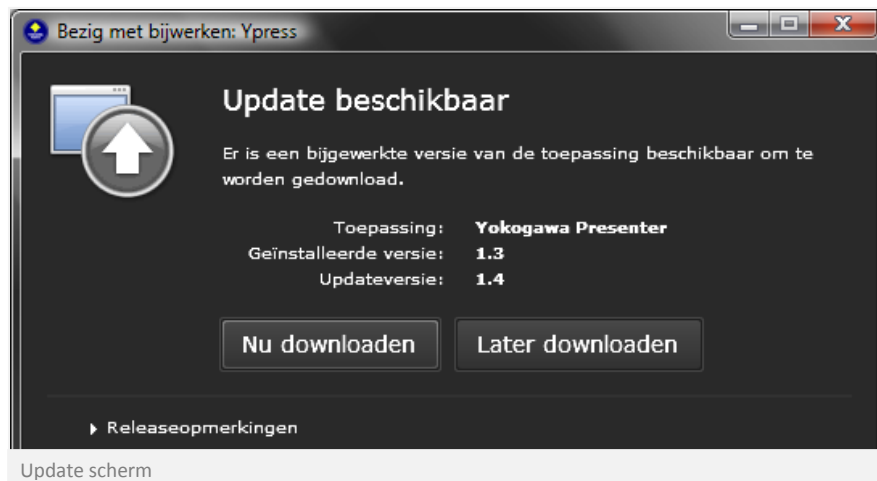 Bezig met bijwerken: Ypress
Update beschikbaar
Er is een bijgewerkte versie van de toepassing beschikbaar om te
worden gedownload.
Toepassing: Yokogawa Presenter
Geïnstalleerde versie: 1.3
Updateversie: 1.4
Nu downloaden Later downloaden
Releaseopmerkingen
Update scherm